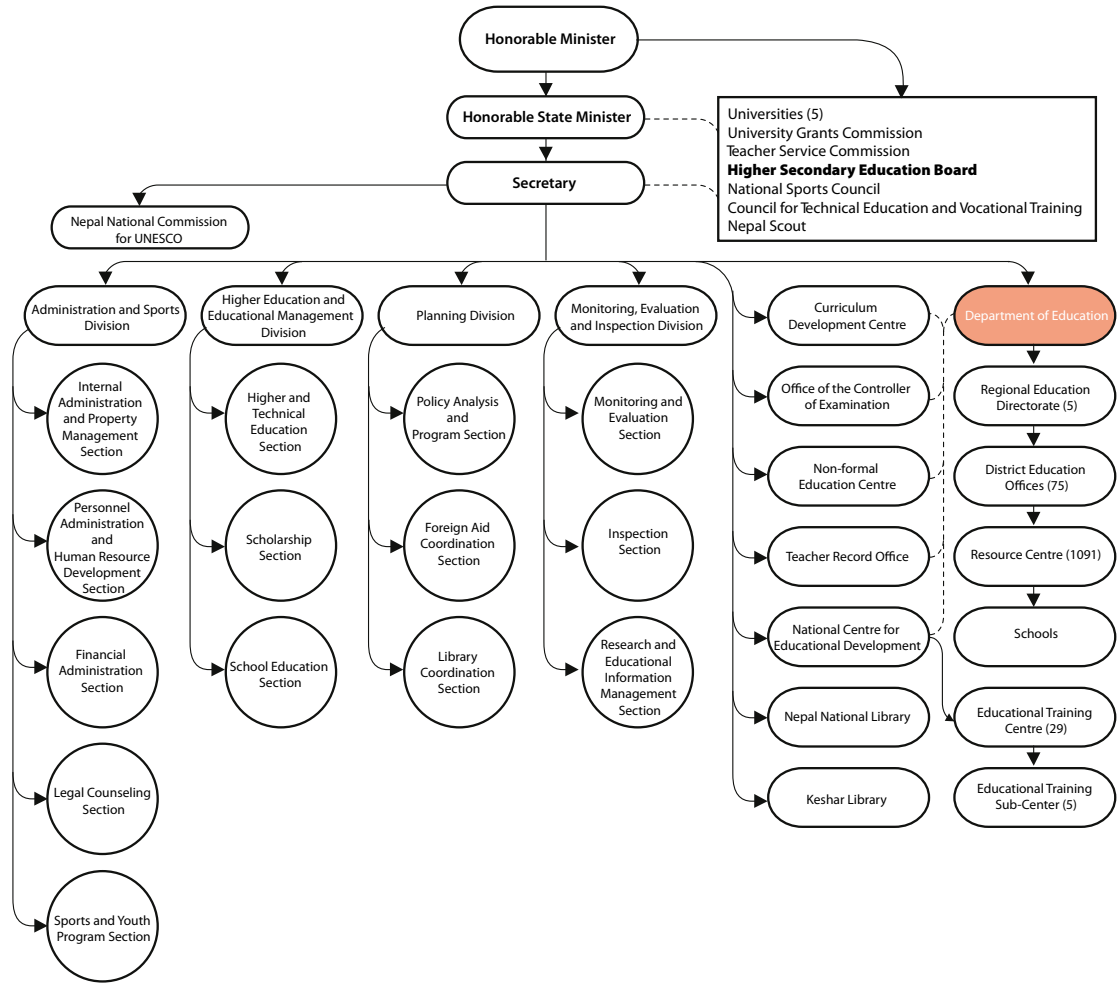 Honorable Minister
Honorable State Minister
Secretary
Universities (5)
University Grants Commission
Teacher Service Commission
Higher Secondary Education Board
National Sports Council
Council for Technical Education and Vocational Training
Nepal Scout
Nepal National Commission
for UNESCO
Administration and Sports
Division
Internal
Administration
and Property
Management
Section
Personnel
Administration
and
Human Resource
Development
Section
Financial
Administration
Section
Legal Counseling
Section
Sports and Youth
Program Section
Higher Education and
Educational Management
Division
Higher and
Technical
Education
Section
Scholarship
Section
School Education
Section
Planning Division
Policy Analysis
and
Program Section
Foreign Aid
Coordination
Section
Library
Coordination
Section
Monitoring, Evaluation
and Inspection Division
Monitoring and
Evaluation
Section
Inspection
Section
Research and
Educational
Information
Management
Section
Curriculum
Development Centre
Office of the Controller
of Examination
Non-formal
Education Centre
Teacher Record Office
National Centre for
Educational Development
Nepal National Library
Keshar Library
Department of Education
Regional Education
Directorate (5)
District Education
Offices (75)
Resource Centre (1091)
Schools
Educational Training
Centre (29)
Educational Training
Sub-Center (5)